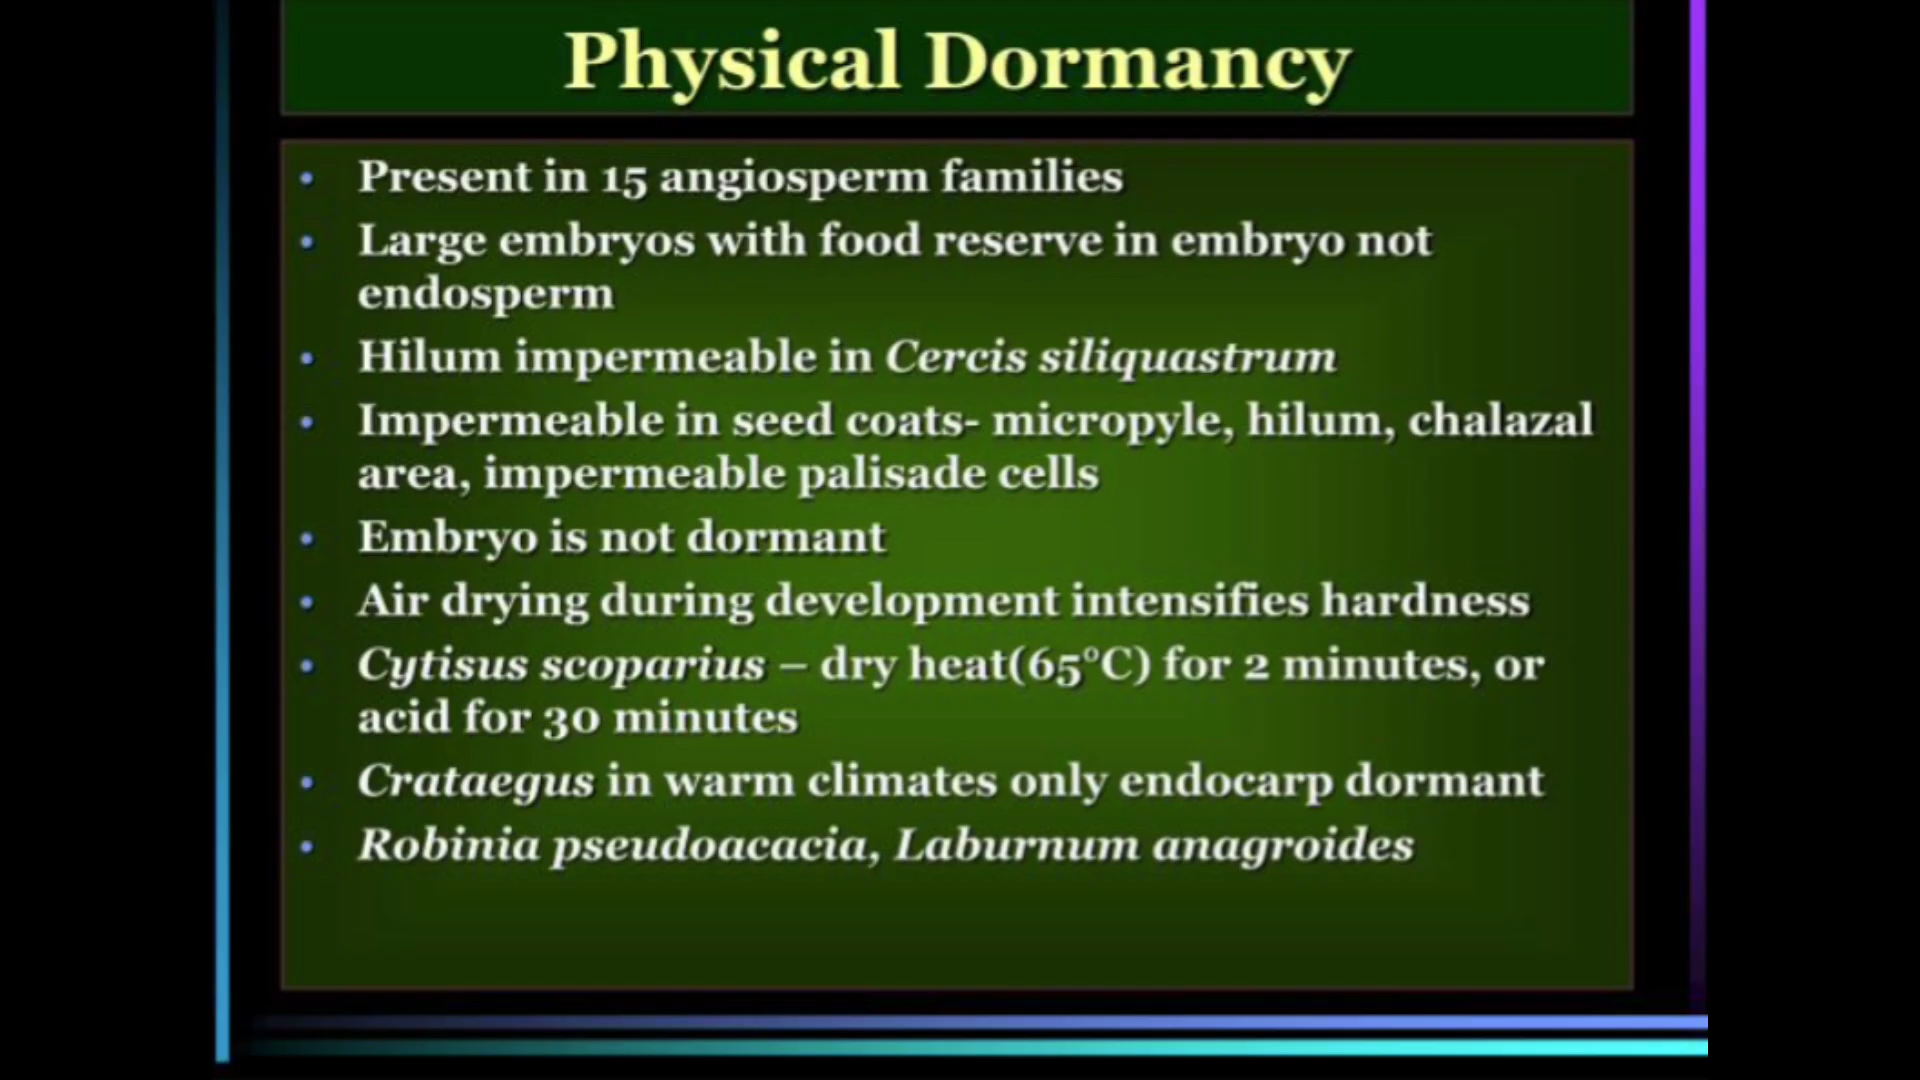 Physical Dormancy
• Present in 15 angiosperm families
• Large embryos with food reserve in embryo not
endosperm
• Hilum impermeable in Cercis siliquastrum
• Impermeable in seed coats- micropyle, hilum, chalazal
area, impermeable palisade cells
• Embryo is not dormant
• Air drying during development intensifies hardness
• Cytisus scoparius – dry heat(65°C) for 2 minutes, or
acid for 30 minutes
• Crataegus in warm climates only endocarp dormant
• Robinia pseudoacacia, Laburnum anagroides